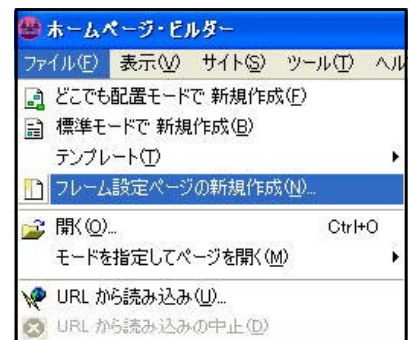 ホームページ・ビルダー
ファイル(F) 表示(V) サイト(S) ツール(T) ヘル
どこでも配置モードで 新規作成(F)
標準モードで 新規作成(B)
テンプレート(T)
フレーム設定ページの新規作成(N)...
開く(O)... Ctrl+O
モードを指定してページを開く(M)
URL から読み込み(U)...
URL から読み込みの中止(D)